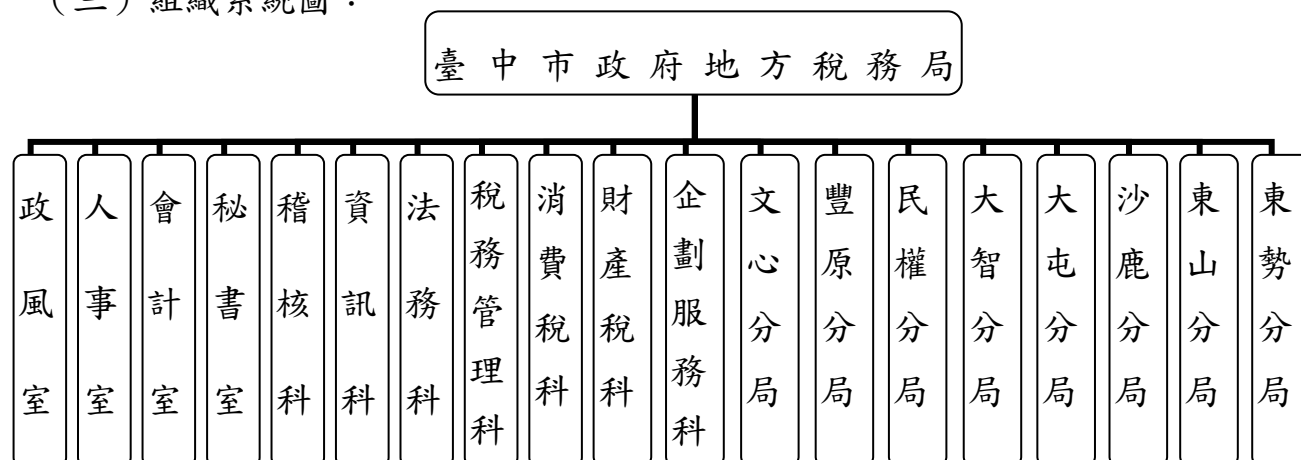 （三）組織系統圖：
臺中市政府地方稅務局
政風室
人事室
會計室
秘書室
稽核科
資訊科
法務科
稅務管理科
消費稅科
財產稅科
企劃服務科
文心分局
豐原分局
民權分局
大智分局
大屯分局
沙鹿分局
東山分局
東勢分局